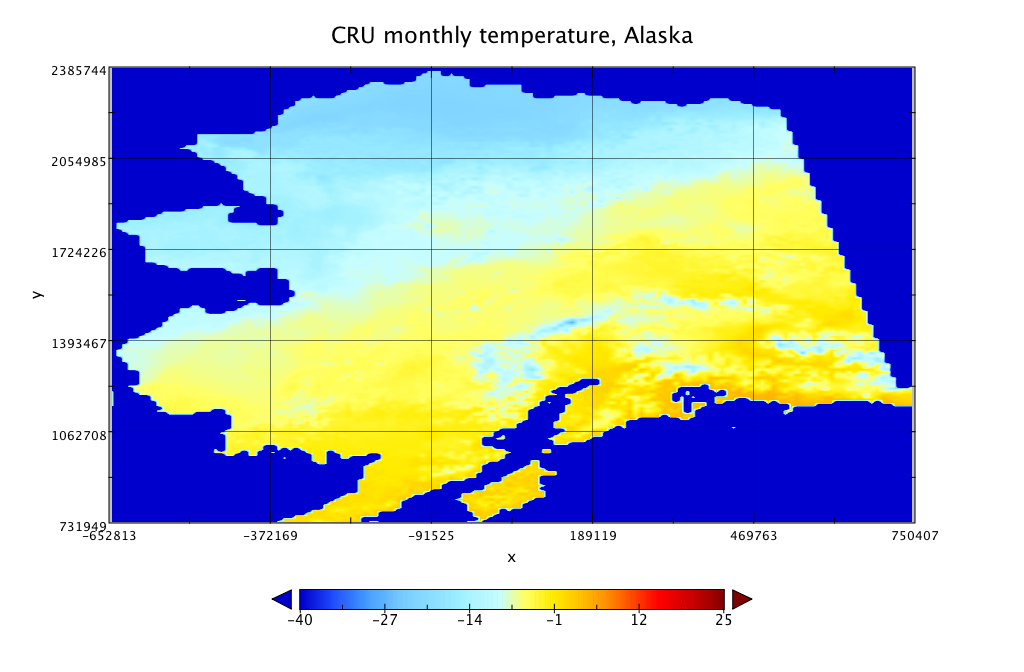 CRU monthly temperature, Alaska
2385744
2054985
1724226
1393467
1062708
731949
y
-652813 -372169 -91525 189119 469763 750407
x
-40 -27 -14 -1 12 25